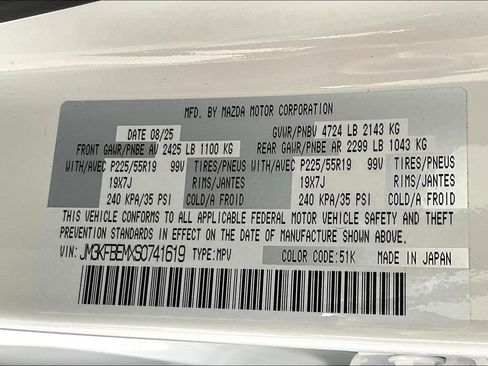 MFD. BY MAZDA MOTOR CORPORATION
DATE 08/25 GVWR/PNBV 4724 LB 2143 KG
FRONT GAWR/PNBE AV 2425 LB 1100 KG REAR GAWR/PNBE AR 2299 LB 1043 KG
WITH/AVEC P225/55R19 99V TIRES/PNEUS WITH/AVEC P225/55R19 99V TIRES/PNEUS
19X7J RIMS/JANTES 19X7J RIMS/JANTES
240 KPA/35 PSI COLD/A FROID 240 KPA/35 PSI COLD/A FROID
THIS VEHICLE CONFORMS TO ALL APPLICABLE FEDERAL MOTOR VEHICLE SAFETY AND THEFT
PREVENTION STANDARDS IN EFFECT ON THE DATE OF MANUFACTURE SHOWN ABOVE.
VIN: JM3KFBEMXS0741619 TYPE:MPV COLOR CODE:51K MADE IN JAPAN